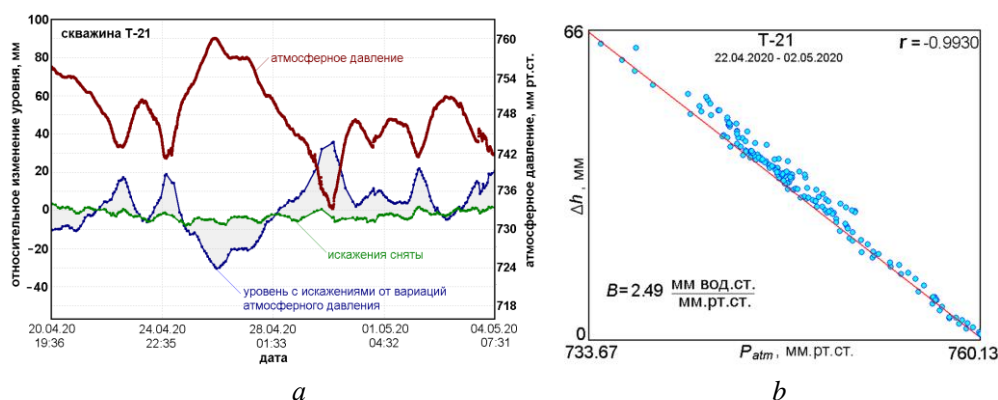 скважина Т-21
относительное изменение уровня, мм
100
80
60
40
20
0
−20
−40
атмосферное давление
искажения сняты
уровень с искажениями от вариаций
атмосферного давления
760
754
748
742
736
730
724
718
атмосферное давление, мм рт.ст.
20.04.20 24.04.20 28.04.20 01.05.20 04.05.20
19:36 22:35 01:33 04:32 07:31
дата
a
66
Т-21
22.04.2020 - 02.05.2020
r = -0.9930
Δh, мм
B = 2.49 мм вод.ст.
мм.рт.ст.
0
733.67 760.13
Patm, мм.рт.ст.
b